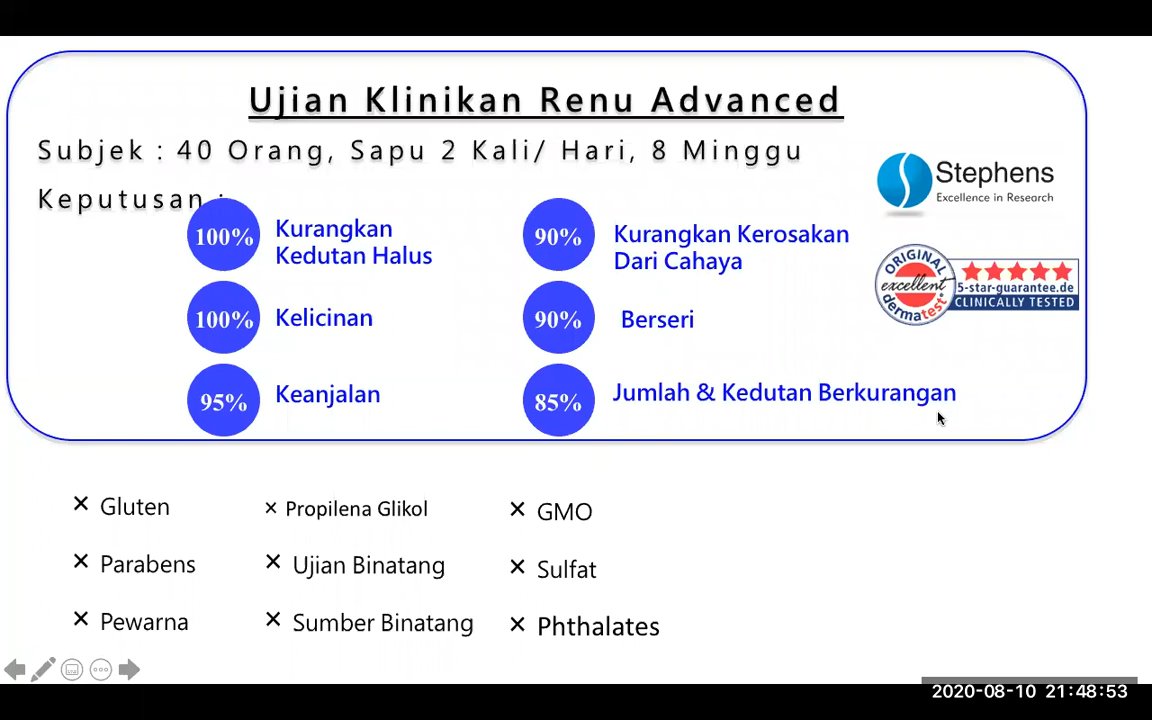 Ujian Klinikan Renu Advanced
Subjek : 40 Orang, Sapu 2 Kali/ Hari, 8 Minggu
Keputusan :
100% Kurangkan
Kedutan Halus
90% Kurangkan Kerosakan
Dari Cahaya
100% Kelicinan
90% Berseri
95% Keanjalan
85% Jumlah & Kedutan Berkurangan
Stephens
Excellence in Research
ORIGINAL
excellent
dermatest
5-star-guarantee.de
CLINICALLY TESTED
× Gluten
× Propilena Glikol
× GMO
× Parabens
× Ujian Binatang
× Sulfat
× Pewarna
× Sumber Binatang
× Phthalates
2020-08-10 21:48:53